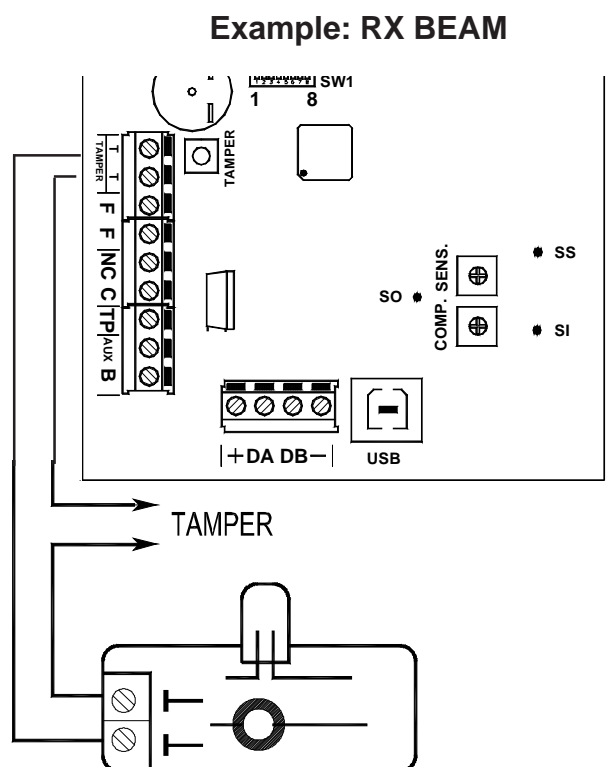 Example: RX BEAM
12345678 SW1
1 8
TAMPER
T
T
TAMPER
F
F
NC
C
TP
AUX
B
COMP. SENS.
SO
SS
SI
+DA DB−
USB
TAMPER
T
T